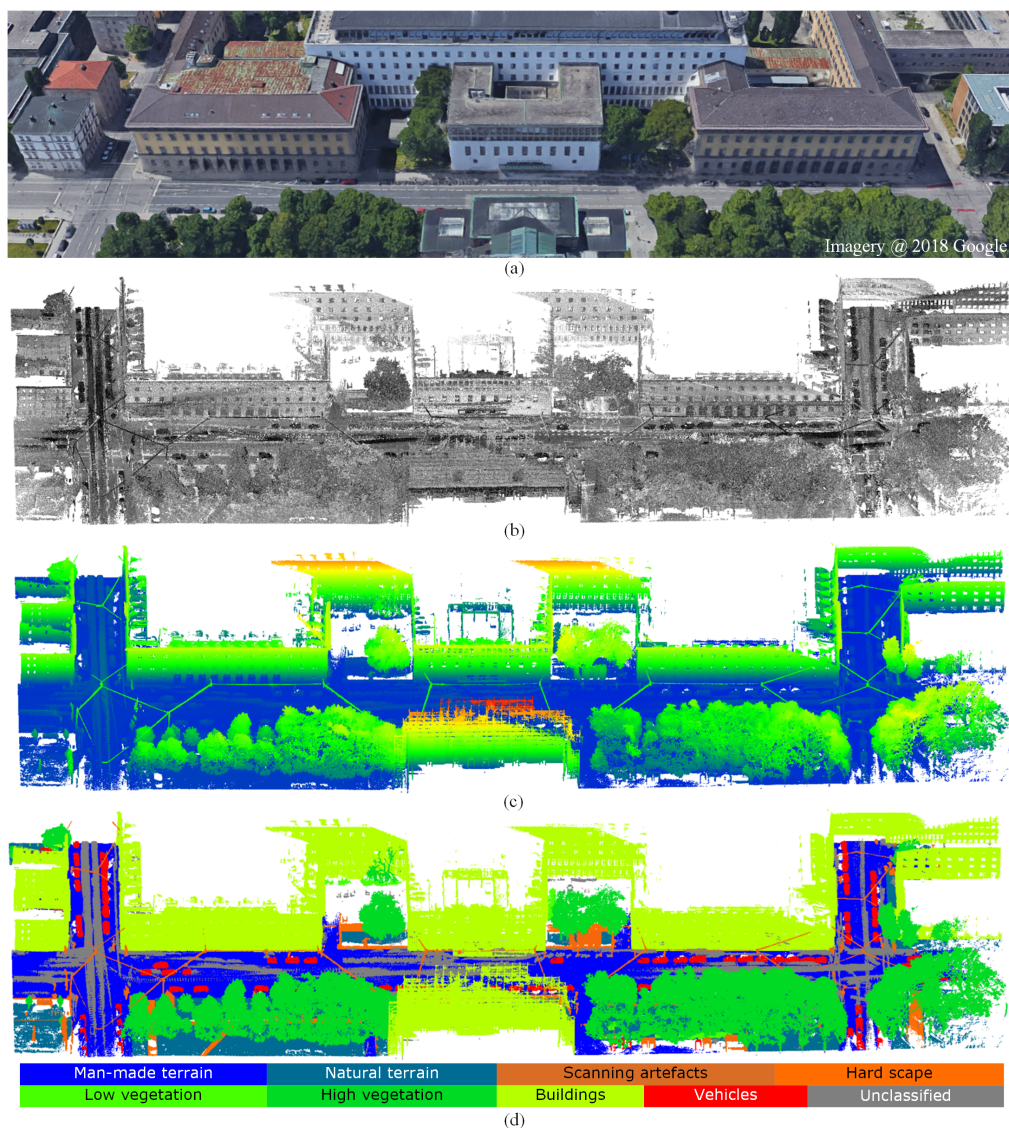 Imagery @ 2018 Google
(a)
(b)
(c)
Man-made terrain Natural terrain Scanning artefacts Hard scape
Low vegetation High vegetation Buildings Vehicles Unclassified
(d)